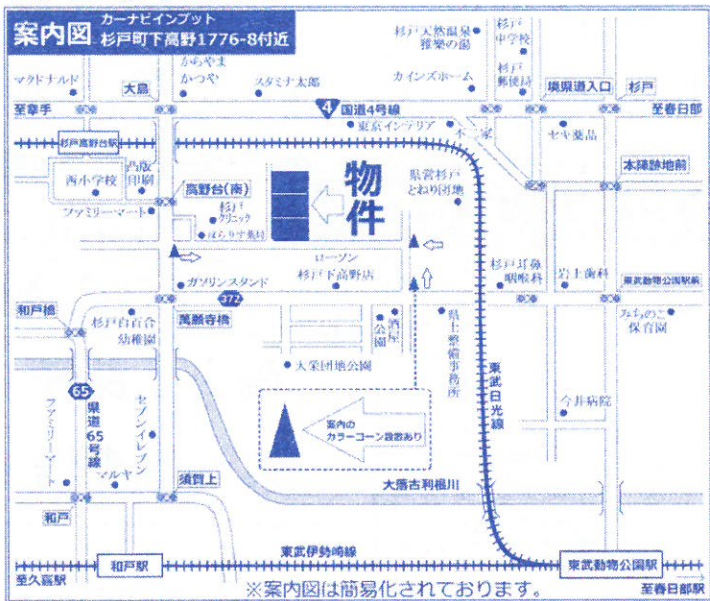 案内図
カーナビインプット
杉戸町下高野1776-8付近
からやま
かつや
杉戸天然温泉
雅樂の湯
杉戸
中学校
マクドナルド
大島
スタミナ太郎
カインズホーム
杉戸
郵便局
境県道入口
杉戸
至幸手
4
国道4号線
至春日部
東京インテリア
不二家
セキ薬品
杉戸高野台駅
本陣跡地前
西小学校
凸版
印刷
高野台(南)
物件
県営杉戸
とねり団地
ファミリーマート
杉戸
クリニック
ローソン
杉戸下高野店
ガソリンスタンド
372
杉戸耳鼻
咽喉科
岩上歯科
東武動物公園駅前
和戸橋
杉戸白百合
幼稚園
萬願寺橋
公園
酒屋
県土整備事務所
みちのこ
保育園
大栄団地公園
東武日光線
65
県道65号線
ファミリーマート
セブンイレブン
案内の
カラーコーン設置あり
今井病院
マルヤ
須賀上
大落古利根川
和戸
和戸駅
東武伊勢崎線
東武動物公園駅
至久喜駅
※案内図は簡易化されております。
至春日部駅